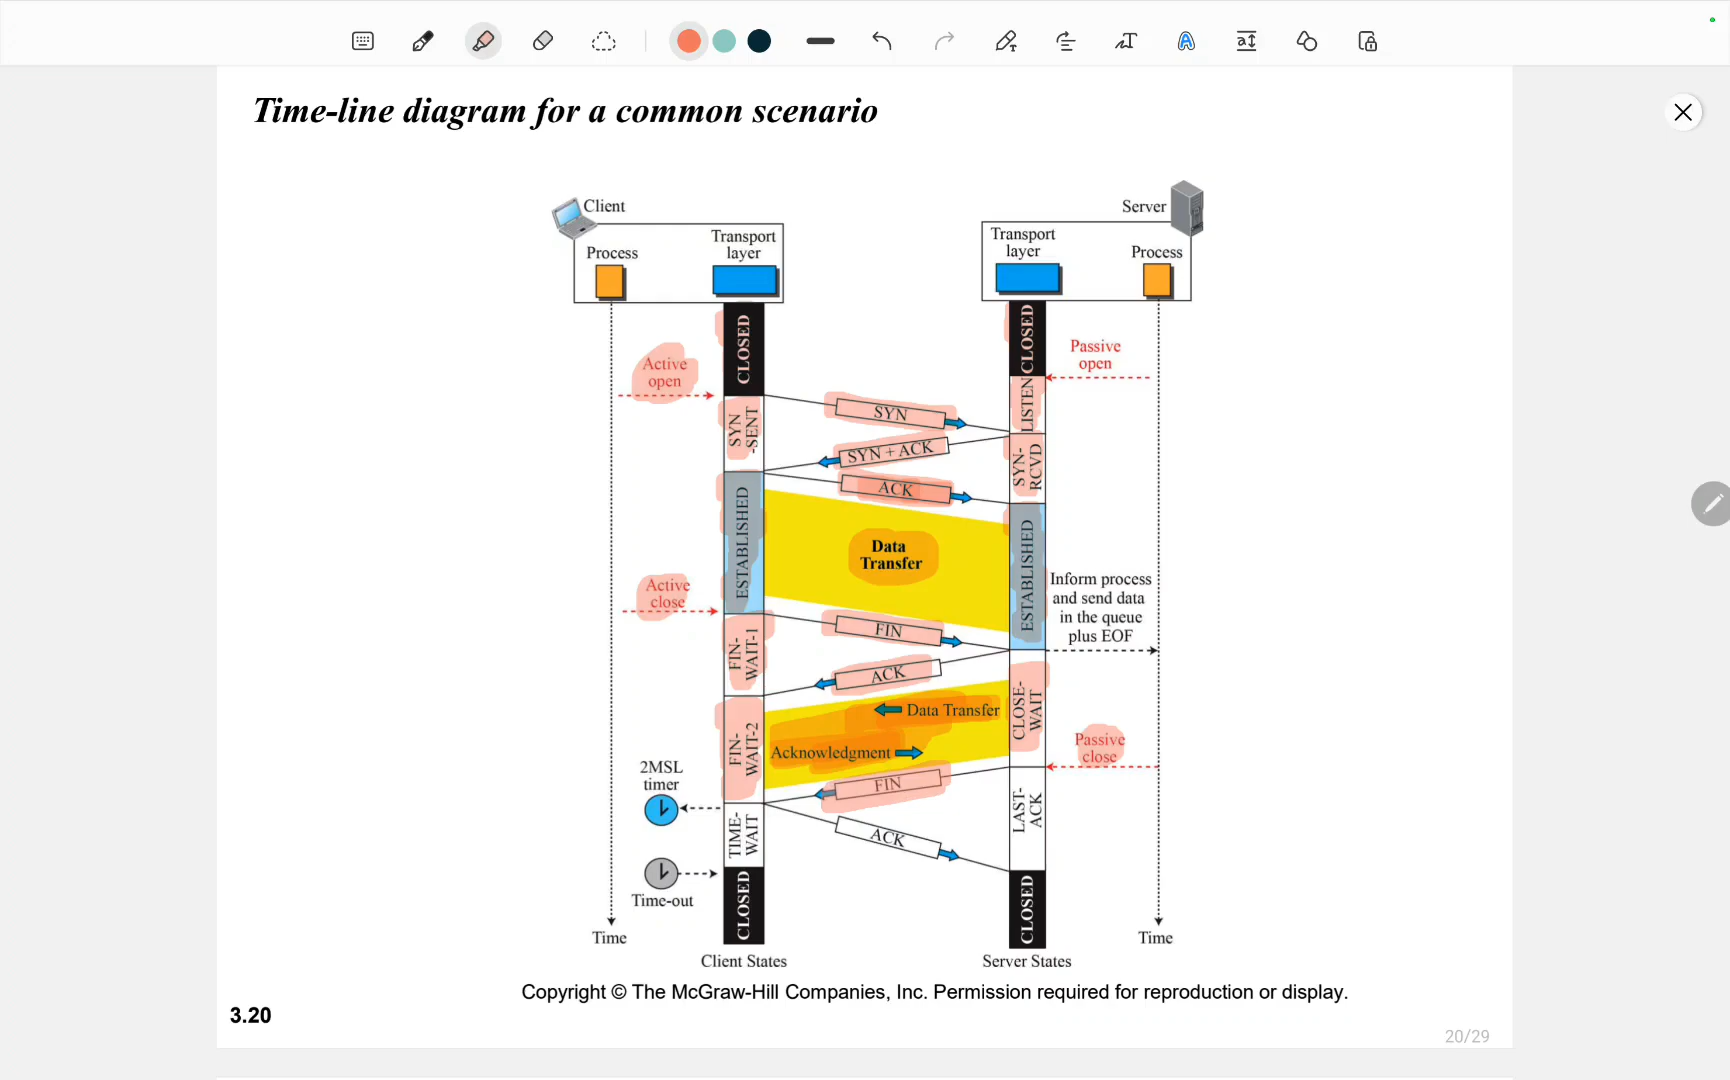 Time-line diagram for a common scenario
Client
Server
Process
Transport
layer
Transport
layer
Process
CLOSED
CLOSED
Passive
open
Active
open
LISTEN
SYN
SYN
-SENT
SYN + ACK
SYN-
RCVD
ACK
ESTABLISHED
ESTABLISHED
Data
Transfer
Active
close
Inform process
and send data
in the queue
plus EOF
FIN
FIN-
WAIT-1
ACK
CLOSE-
WAIT
Data Transfer
FIN-
WAIT-2
Acknowledgment
Passive
close
2MSL
timer
FIN
LAST-
ACK
TIME-
WAIT
ACK
Time-out
CLOSED
CLOSED
Time
Time
Client States
Server States
Copyright © The McGraw-Hill Companies, Inc. Permission required for reproduction or display.
3.20
20/29